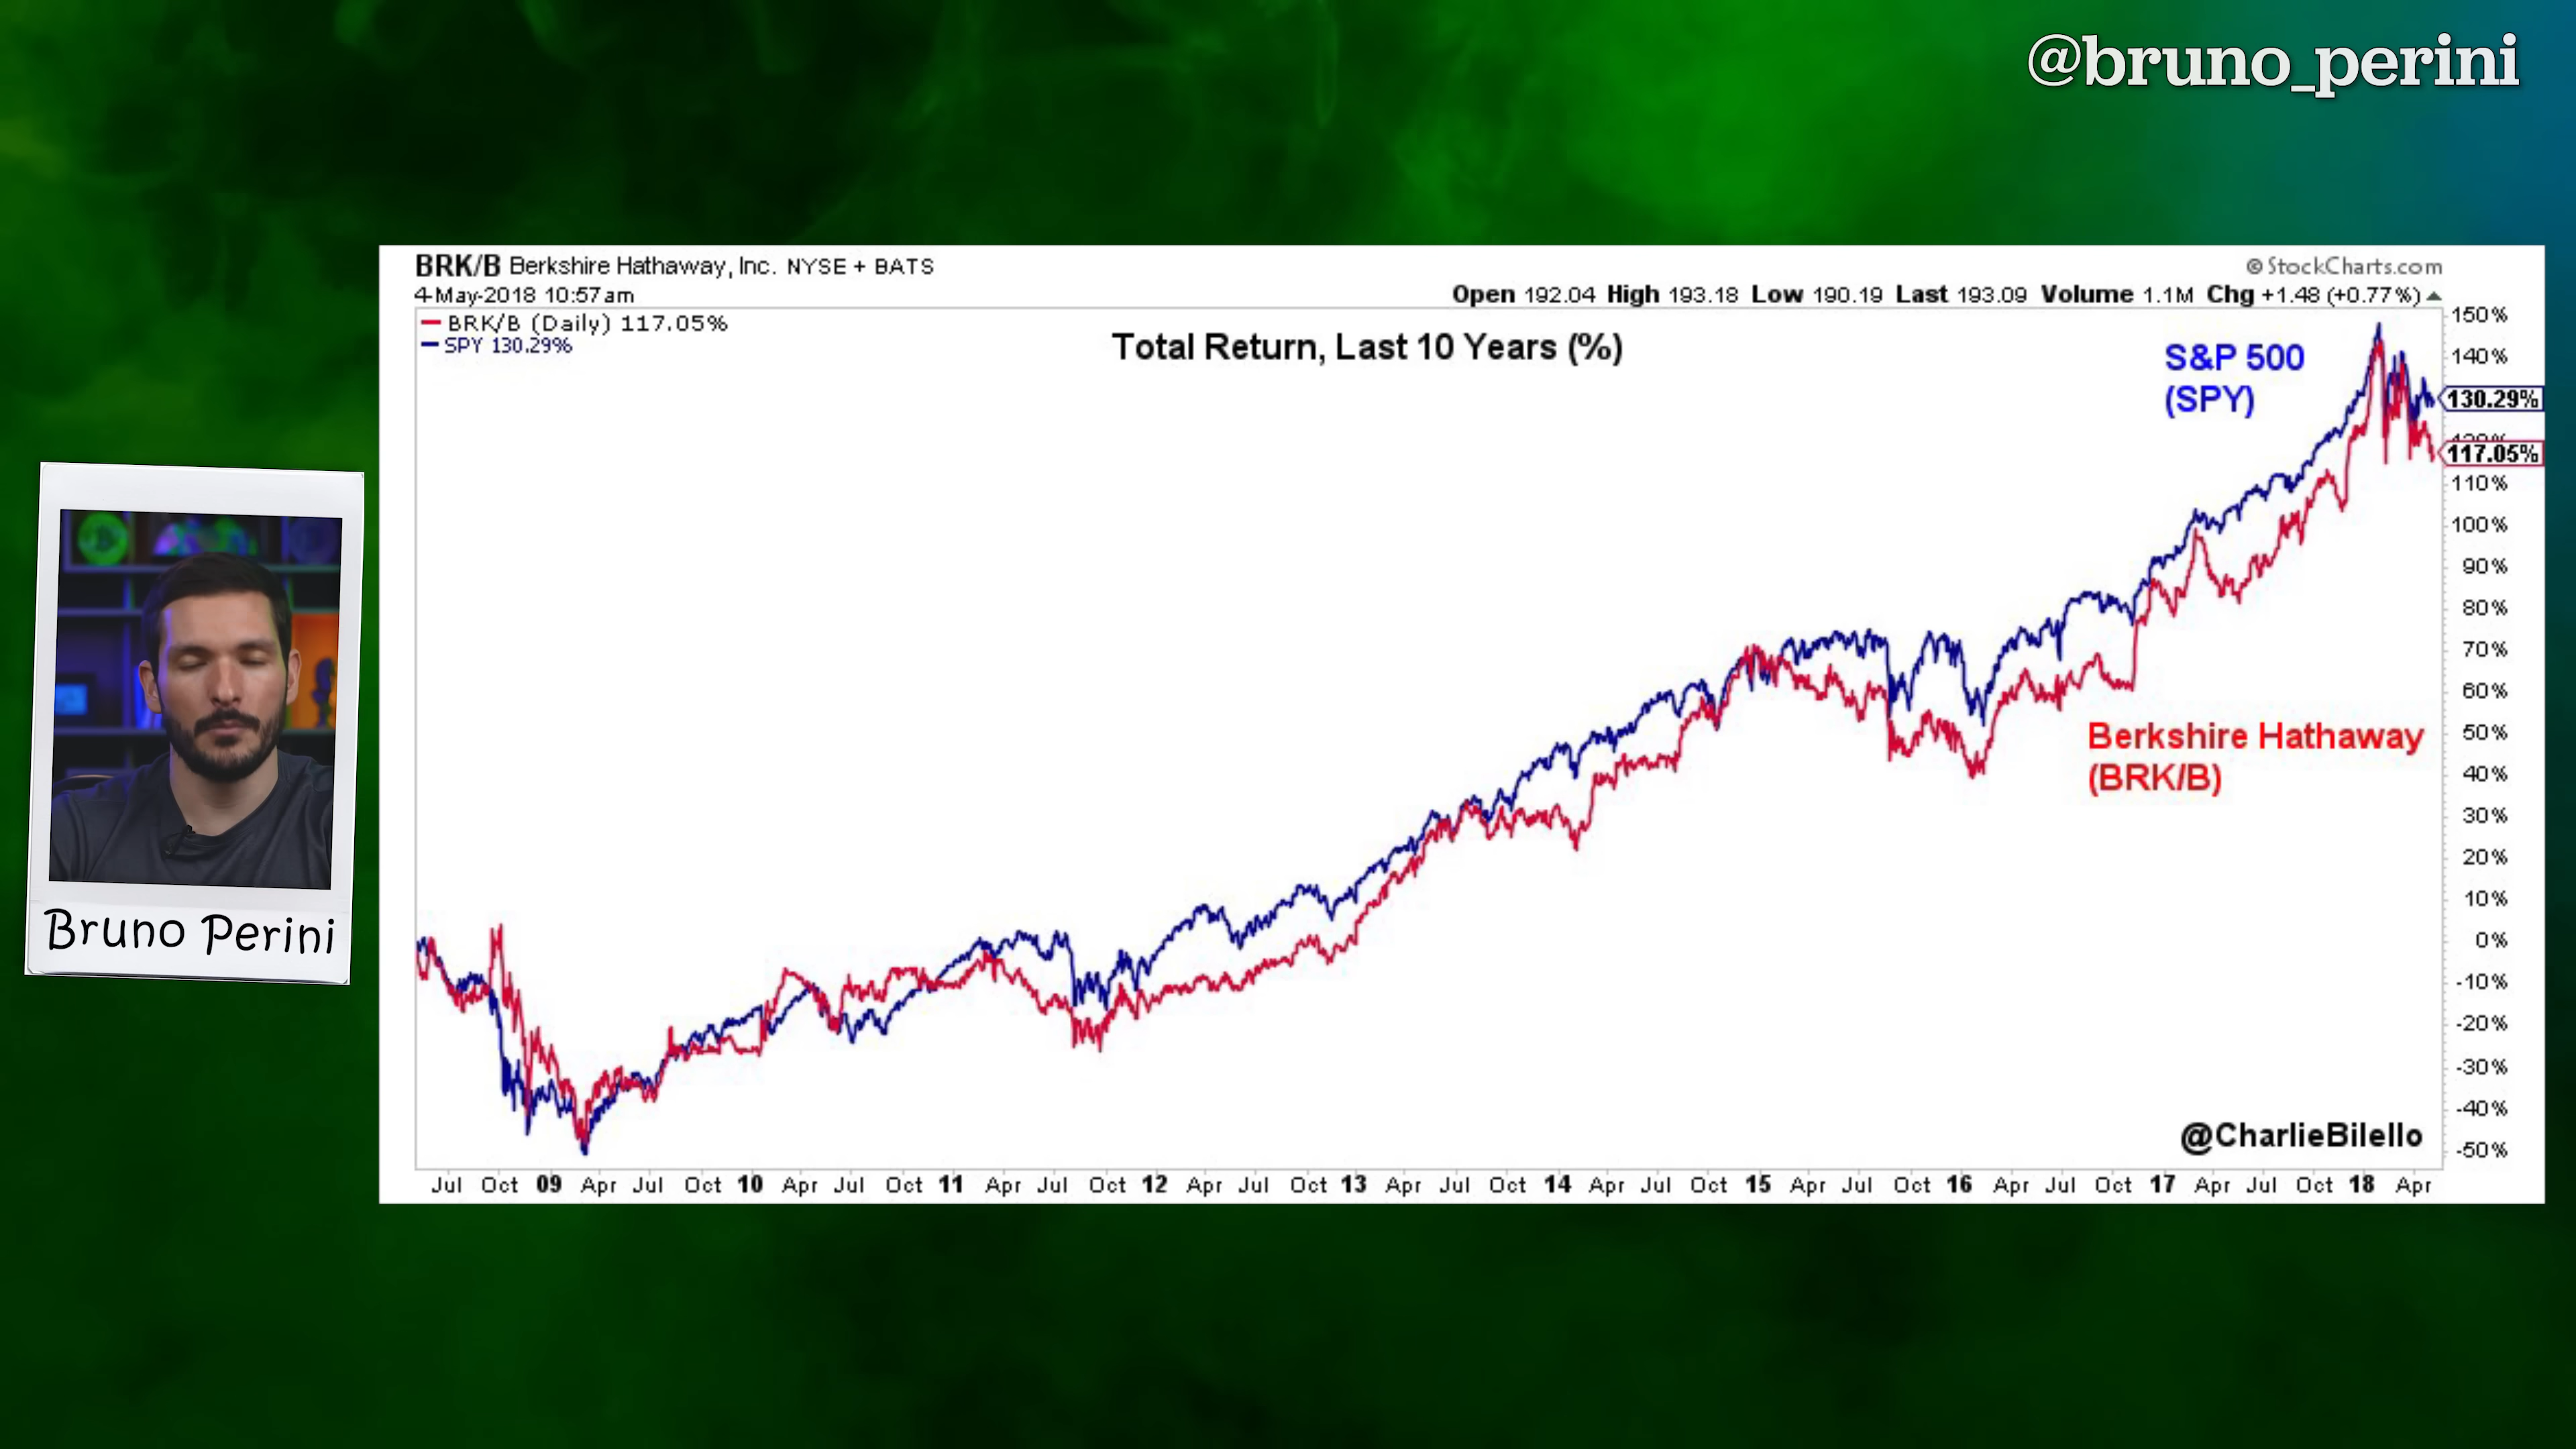 @bruno_perini
BRK/B Berkshire Hathaway, Inc. NYSE + BATS
© StockCharts.com
4-May-2018 10:57am
Open 192.04 High 193.18 Low 190.19 Last 193.09 Volume 1.1M Chg +1.48 (+0.77%)
BRK/B (Daily) 117.05%
SPY 130.29%
Total Return, Last 10 Years (%)
S&P 500
(SPY)
150%
140%
130.29%
120%
117.05%
110%
100%
90%
80%
70%
60%
50%
40%
30%
20%
10%
0%
-10%
-20%
-30%
-40%
-50%
Berkshire Hathaway
(BRK/B)
Bruno Perini
@CharlieBilello
Jul Oct 09 Apr Jul Oct 10 Apr Jul Oct 11 Apr Jul Oct 12 Apr Jul Oct 13 Apr Jul Oct 14 Apr Jul Oct 15 Apr Jul Oct 16 Apr Jul Oct 17 Apr Jul Oct 18 Apr